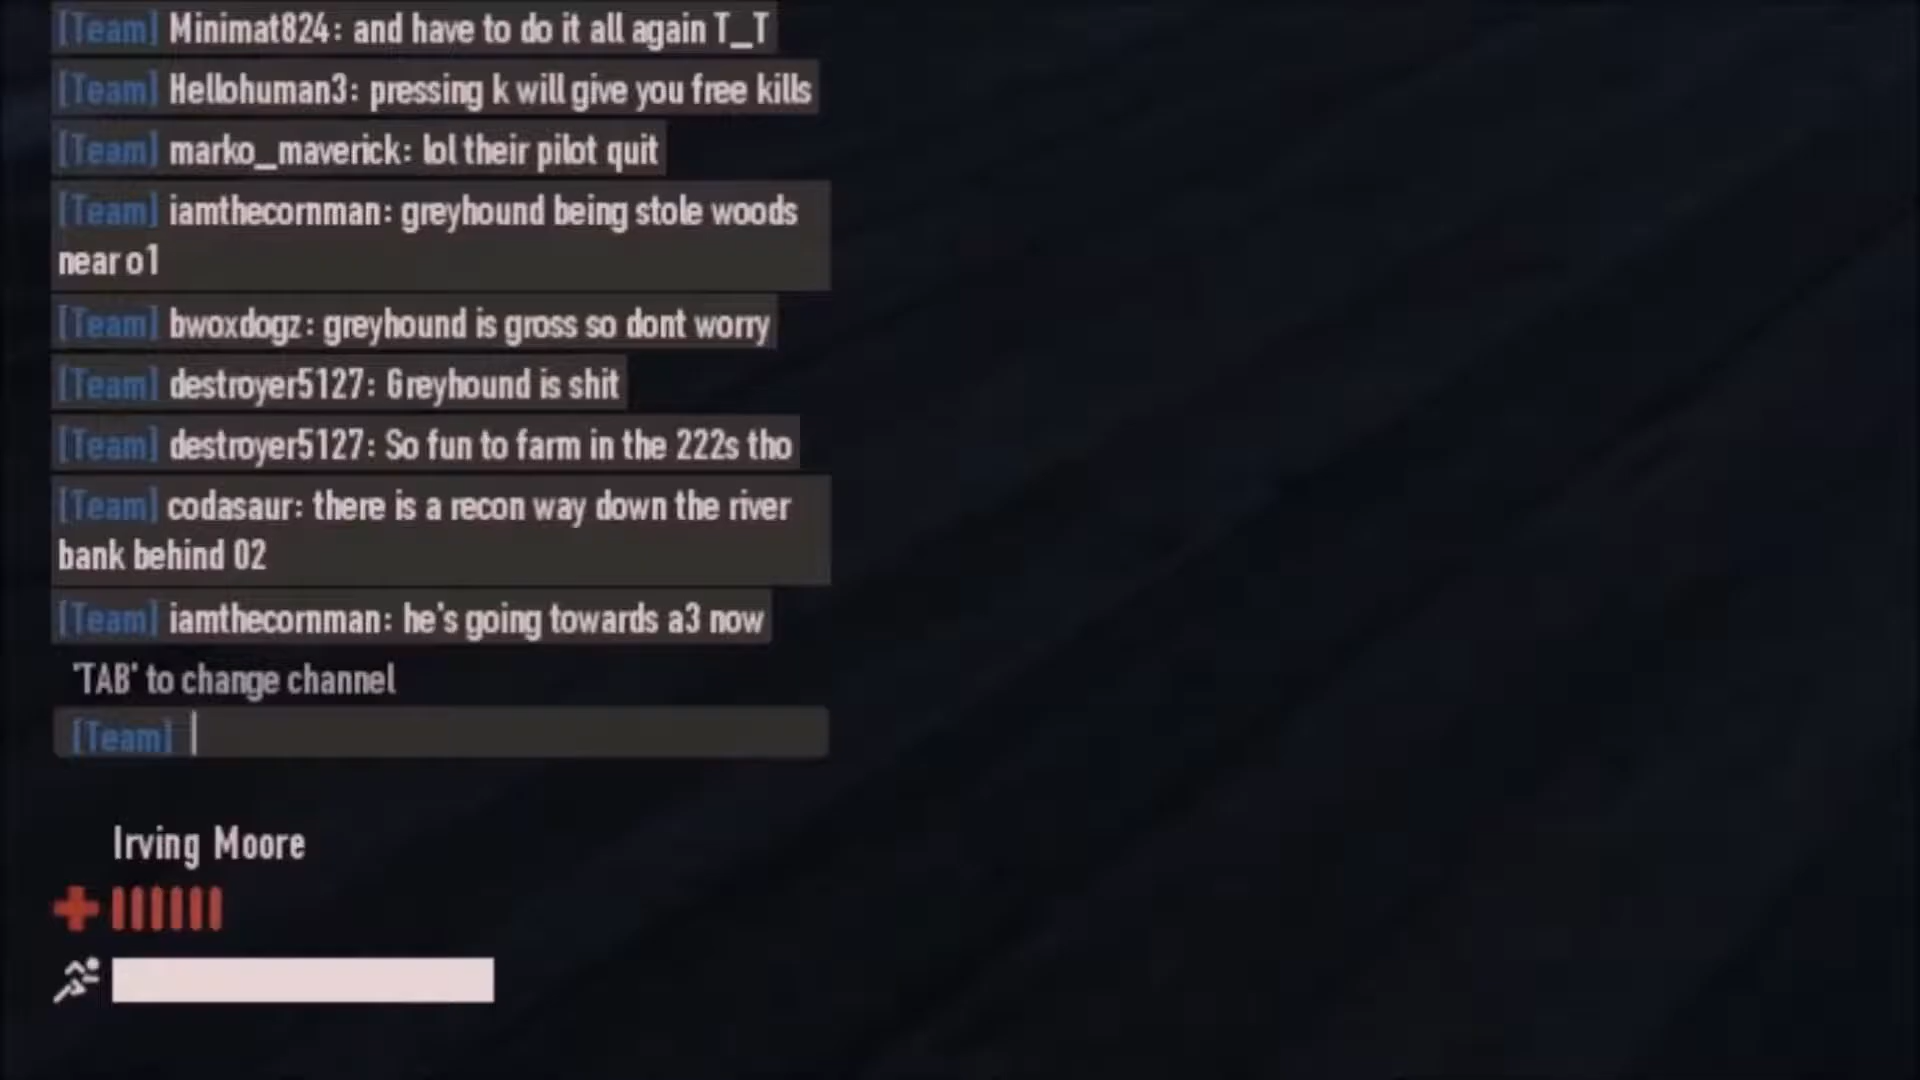 [Team] Minimat824: and have to do it all again T_T
[Team] Hellohuman3: pressing k will give you free kills
[Team] marko_maverick: lol their pilot quit
[Team] iamthecornman: greyhound being stole woods
near o1
[Team] bwoxdogz: greyhound is gross so dont worry
[Team] destroyer5127: Greyhound is shit
[Team] destroyer5127: So fun to farm in the 222s tho
[Team] codasaur: there is a recon way down the river
bank behind 02
[Team] iamthecornman: he's going towards a3 now
'TAB' to change channel
[Team]
Irving Moore